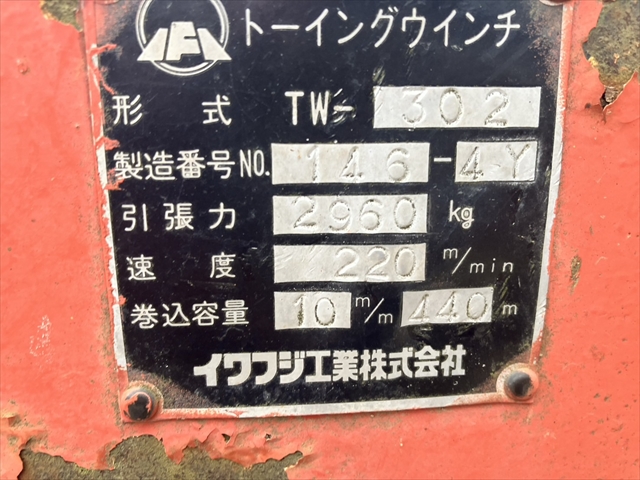 トーイングウインチ
形式 TW-302
製造番号NO. 146-4Y
引張力 2960 kg
速度 220 m/min
巻込容量 10 m/m 440 m
イワフジ工業株式会社